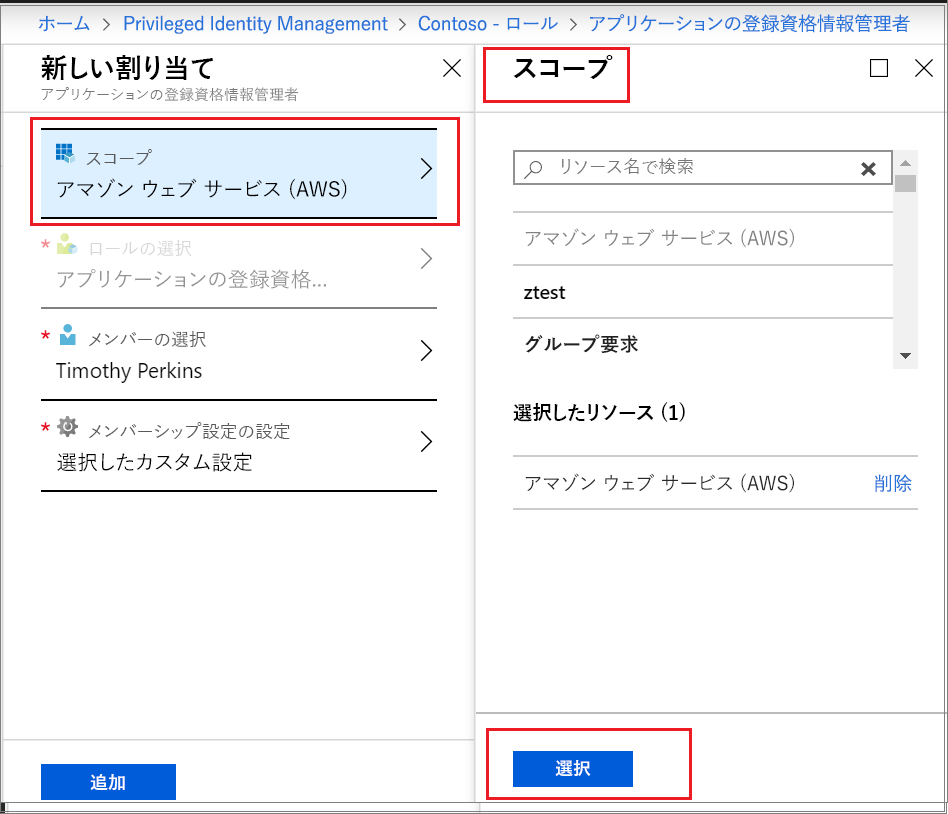 ホーム > Privileged Identity Management > Contoso - ロール > アプリケーションの登録資格情報管理者
新しい割り当て
アプリケーションの登録資格情報管理者
スコープ
アマゾン ウェブ サービス (AWS)
* ロールの選択
アプリケーションの登録資格...
* メンバーの選択
Timothy Perkins
* メンバーシップ設定の設定
選択したカスタム設定
追加
スコープ
リソース名で検索
アマゾン ウェブ サービス (AWS)
ztest
グループ要求
選択したリソース (1)
アマゾン ウェブ サービス (AWS) 削除
選択